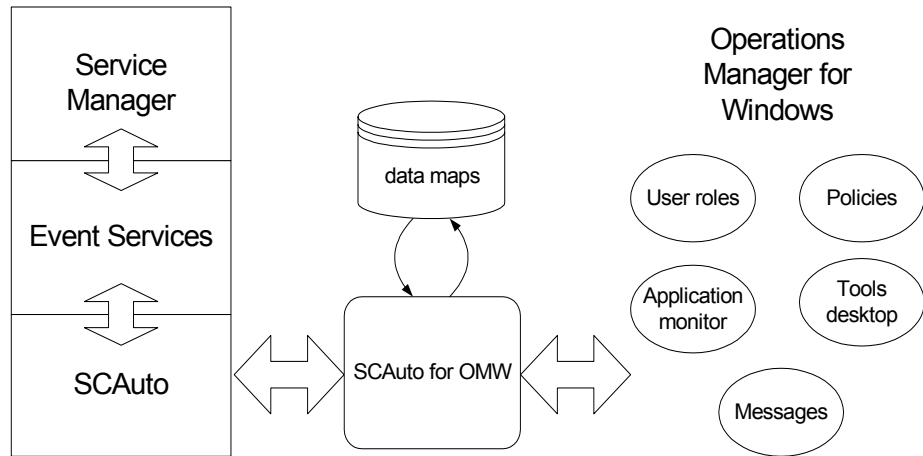 Service
Manager
Event Services
SCAuto
data maps
SCAuto for OMW
Operations
Manager for
Windows
User roles
Policies
Application
monitor
Tools
desktop
Messages